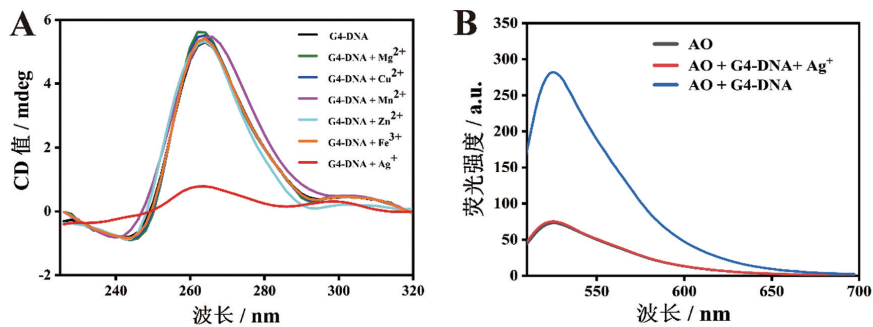 A
CD 值 / mdeg
6
4
2
0
-2
240
260
280
300
320
波长 / nm
G4-DNA
G4-DNA + Mg²⁺
G4-DNA + Cu²⁺
G4-DNA + Mn²⁺
G4-DNA + Zn²⁺
G4-DNA + Fe³⁺
G4-DNA + Ag⁺
B
荧光强度 / a.u.
350
300
250
200
150
100
50
0
550
600
650
700
波长 / nm
AO
AO + G4-DNA+ Ag⁺
AO + G4-DNA